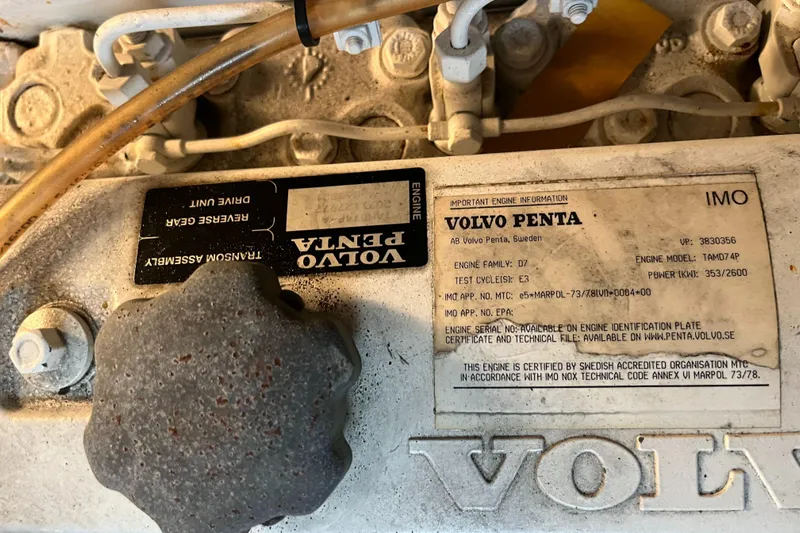 ENGINE
VOLVO
PENTA
REVERSE GEAR
DRIVE UNIT
TRANSOM ASSEMBLY
IMPORTANT ENGINE INFORMATION
IMO
VOLVO PENTA
AB Volvo Penta, Sweden
VP: 3830356
ENGINE FAMILY: D7
ENGINE MODEL: TAMD74P
TEST CYCLE(S): E3
POWER (KW): 353/2600
IMO APP. NO. MTC: e5*MARPOL-73/78(VI)*0004*00
IMO APP. NO. EPA:
ENGINE SERIAL NO: AVAILABLE ON ENGINE IDENTIFICATION PLATE
CERTIFICATE AND TECHNICAL FILE: AVAILABLE ON WWW.PENTA.VOLVO.SE
THIS ENGINE IS CERTIFIED BY SWEDISH ACCREDITED ORGANISATION MTC
IN ACCORDANCE WITH IMO NOX TECHNICAL CODE ANNEX VI MARPOL 73/78.
VOLV